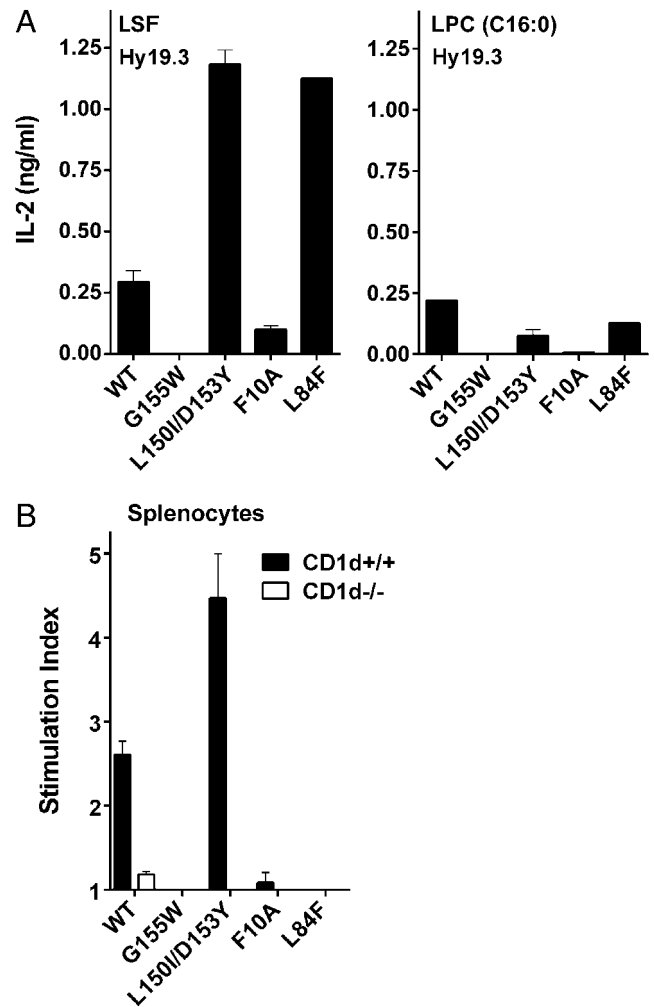 A
LSF
Hy19.3
LPC (C16:0)
Hy19.3
IL-2 (ng/ml)
1.25
1.00
0.75
0.50
0.25
0.00
WT
G155W
L150I/D153Y
F10A
L84F
1.25
1.00
0.75
0.50
0.25
0.00
WT
G155W
L150I/D153Y
F10A
L84F
B
Splenocytes
CD1d+/+
CD1d-/-
Stimulation Index
5
4
3
2
1
WT
G155W
L150I/D153Y
F10A
L84F